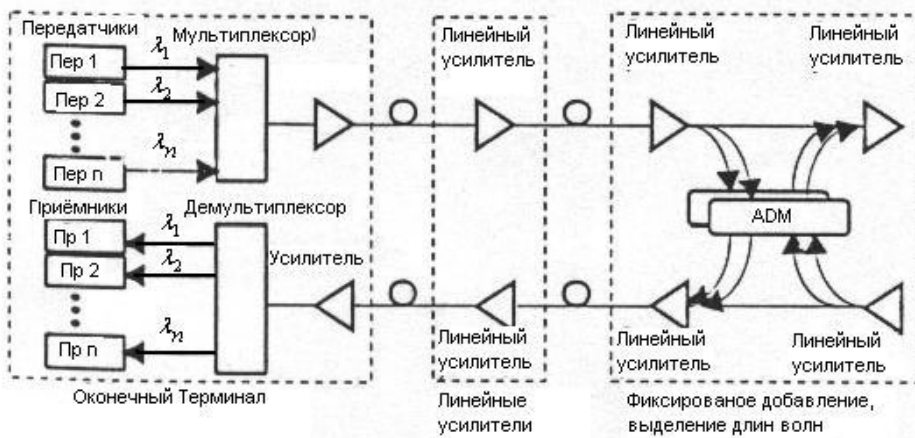 Передатчики
Мультиплексор)
Линейный
усилитель
Линейный
усилитель
Линейный
усилитель
Пер 1
λ1
Пер 2
λ2
Пер n
λn
Приёмники
Демультиплексор
ADM
Пр 1
λ1
Усилитель
Пр 2
λ2
Пр n
λn
Линейный
усилитель
Линейный
усилитель
Линейный
усилитель
Оконечный Терминал
Линейные
усилители
Фиксированое добавление,
выделение длин волн